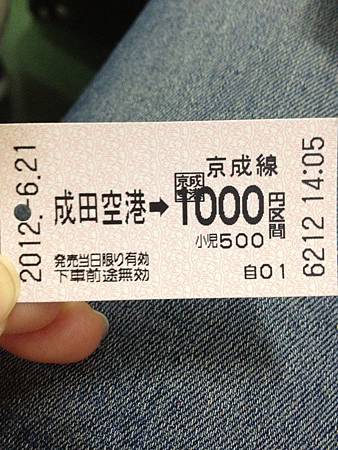 2012.-6.21
京成線
成田空港→1000円区間
京成
小児500
発売当日限り有効
下車前途無効
自01
6212 14:05